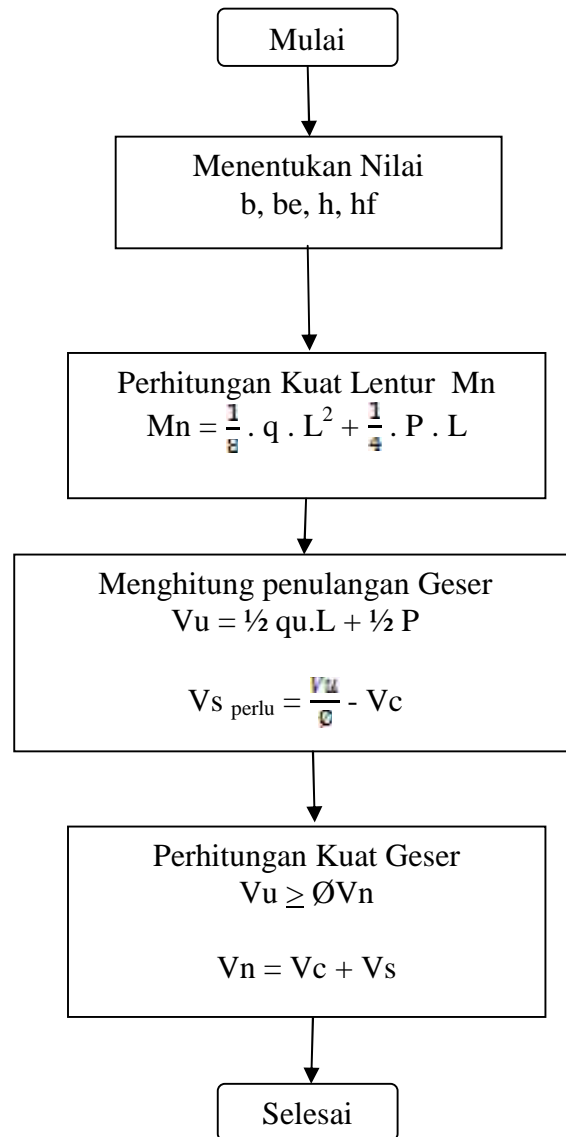 Mulai
Menentukan Nilai
b, be, h, hf
Perhitungan Kuat Lentur Mn
Mn = 1/8 . q . L² + 1/4 . P . L
Menghitung penulangan Geser
Vu = ½ qu.L + ½ P
Vs perlu = Vu/Ø - Vc
Perhitungan Kuat Geser
Vu ≥ ØVn
Vn = Vc + Vs
Selesai